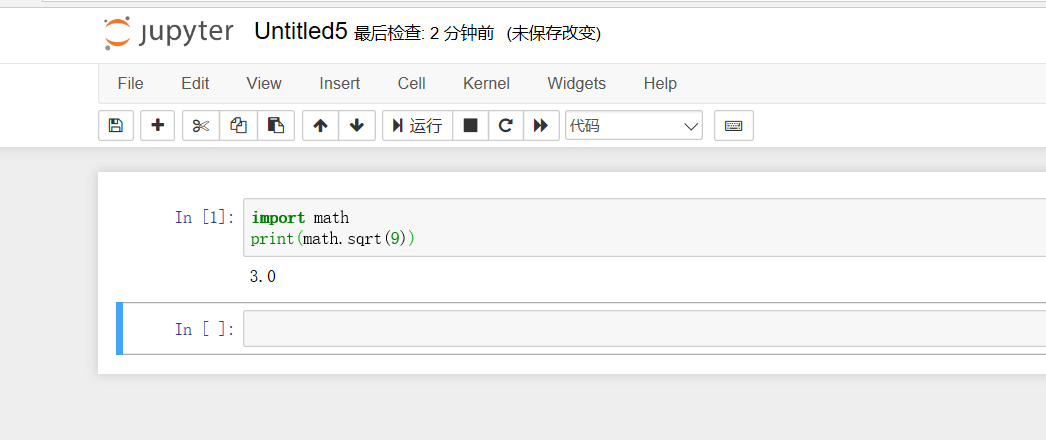 jupyter Untitled5 最后检查: 2 分钟前 (未保存改变)
File Edit View Insert Cell Kernel Widgets Help
运行 代码
In [1]: import math
print(math.sqrt(9))
3.0
In [ ]: